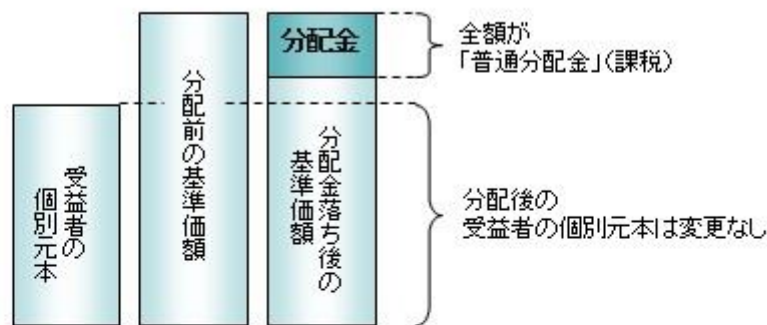 受益者の
個別元本
分配前の基準価額
分配金
分配金落ち後の
基準価額
全額が
「普通分配金」(課税)
分配後の
受益者の個別元本は変更なし